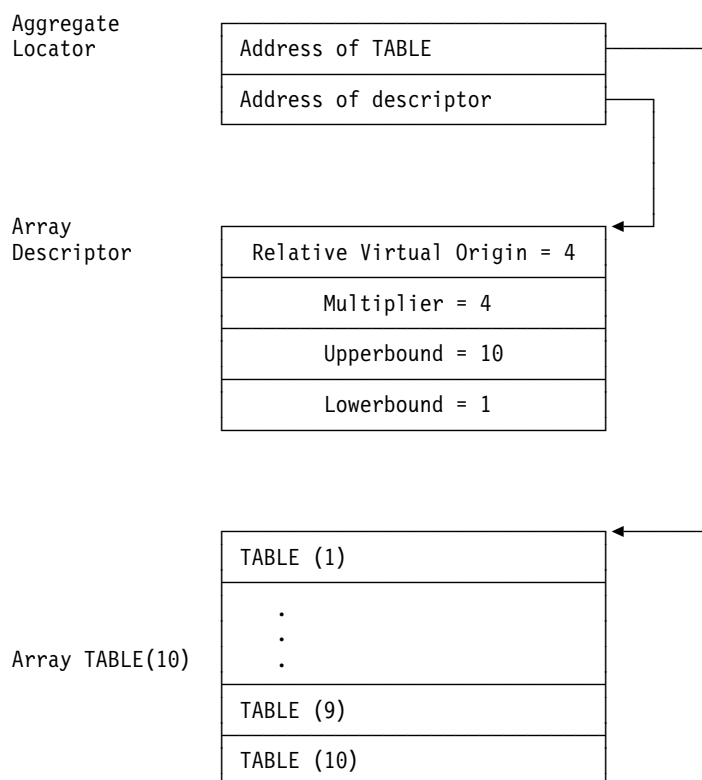 Aggregate
Locator
Address of TABLE
Address of descriptor
Array
Descriptor
Relative Virtual Origin = 4
Multiplier = 4
Upperbound = 10
Lowerbound = 1
TABLE (1)
.
.
.
Array TABLE(10)
TABLE (9)
TABLE (10)